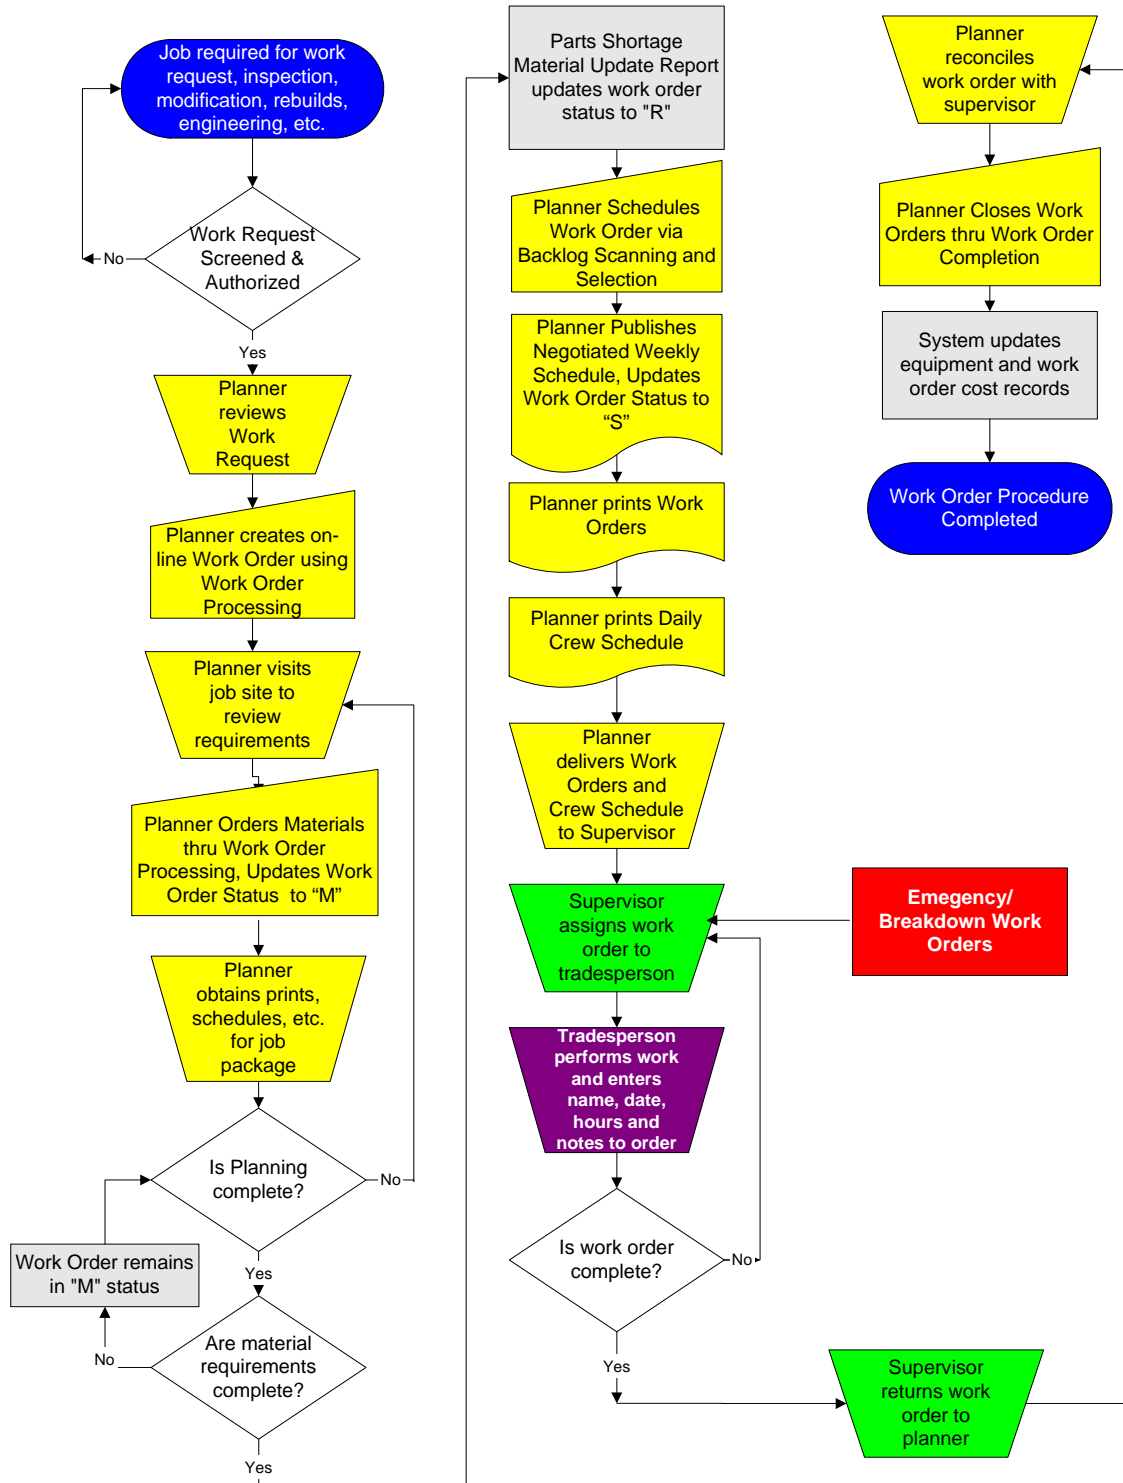 Job required for work
request, inspection,
modification, rebuilds,
engineering, etc.
Work Request
Screened &
Authorized
No
Yes
Planner
reviews
Work
Request
Planner creates on-
line Work Order using
Work Order
Processing
Planner visits
job site to
review
requirements
Planner Orders Materials
thru Work Order
Processing, Updates Work
Order Status to “M”
Planner
obtains prints,
schedules, etc.
for job
package
Is Planning
complete?
No
Yes
Work Order remains
in "M" status
Are material
requirements
complete?
No
Yes
Parts Shortage
Material Update Report
updates work order
status to "R"
Planner Schedules
Work Order via
Backlog Scanning and
Selection
Planner Publishes
Negotiated Weekly
Schedule, Updates
Work Order Status to
“S”
Planner prints Work
Orders
Planner prints Daily
Crew Schedule
Planner
delivers Work
Orders and
Crew Schedule
to Supervisor
Supervisor
assigns work
order to
tradesperson
Emegency/
Breakdown Work
Orders
Tradesperson
performs work
and enters
name, date,
hours and
notes to order
Is work order
complete?
No
Yes
Supervisor
returns work
order to
planner
Planner
reconciles
work order with
supervisor
Planner Closes Work
Orders thru Work Order
Completion
System updates
equipment and work
order cost records
Work Order Procedure
Completed